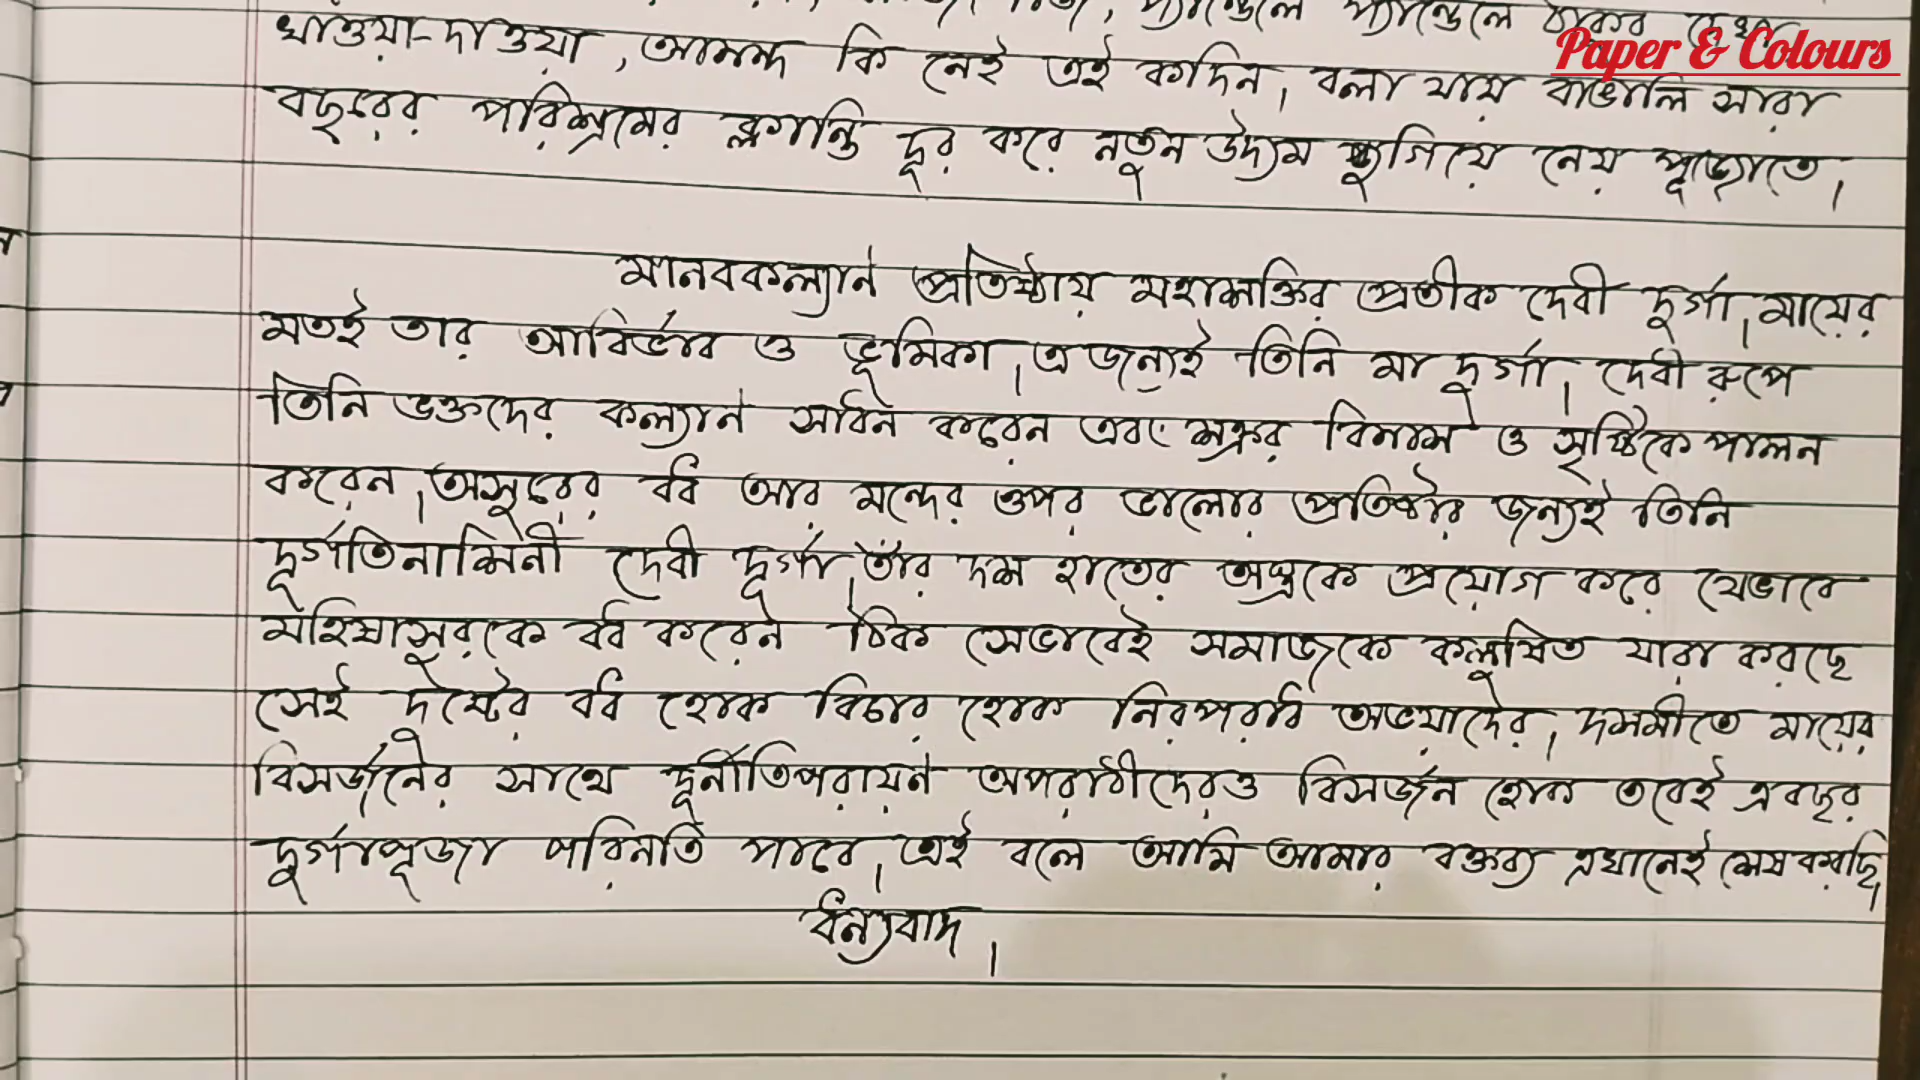 প্যান্ডেলে প্যান্ডেলে ঠাকুর দেখা
Paper & Colours
খাওয়া-দাওয়া, আনন্দ কি নেই এই কদিন। বলা যায় বাঙালি সারা
বছরের পরিশ্রমের ক্লান্তি দূর করে নতুন উদ্যম জুগিয়ে নেয় পূজোতে।
মানবকল্যান প্রতিষ্ঠায় মহাশক্তির প্রতীক দেবী দুর্গা। মায়ের
মতই তার আবির্ভাব ও ভূমিকা। এ জন্যই তিনি মা দুর্গা। দেবী রুপে
তিনি ভক্তদের কল্যান সাধন করেন এবং শত্রুর বিনাশ ও সৃষ্টিকে পালন
করেন। অসুরের বধ আর মন্দের ওপর ভালোর প্রতিষ্ঠার জন্যই তিনি
দূর্গতিনাশিনী দেবী দূর্গা। তাঁর দশ হাতের অস্ত্রকে প্রয়োগ করে যেভাবে
মহিষাসুরকে বধ করেন ঠিক সেভাবেই সমাজকে কলুষিত যারা করছে
সেই দুষ্টের বধ হোক বিচার হোক নিরপরাধ অভয়াদের। দশমীতে মায়ের
বিসর্জনের সাথে দূর্নীতিপরায়ন অপরাধীদেরও বিসর্জন হোক তবেই এবছর
দুর্গাপূজা পরিনতি পাবে। এই বলে আমি আমার বক্তব্য এখানেই শেষ করছি।
ধন্যবাদ।